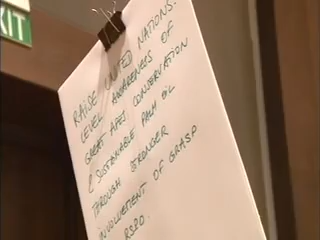 EXIT
RAISE UNITED NATIONS.
LEVEL AWARENESS OF
GREAT APES CONSERVATION
& SUSTAINABLE PALM OIL
THROUGH STRONGER
INVOLVEMENT OF GRASP
RSPO.